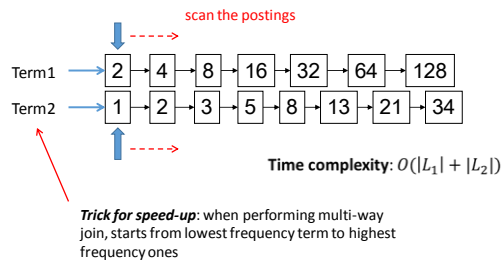 scan the postings
Term1 2 4 8 16 32 64 128
Term2 1 2 3 5 8 13 21 34
Time complexity: O(|L₁| + |L₂|)
Trick for speed-up: when performing multi-way
join, starts from lowest frequency term to highest
frequency ones